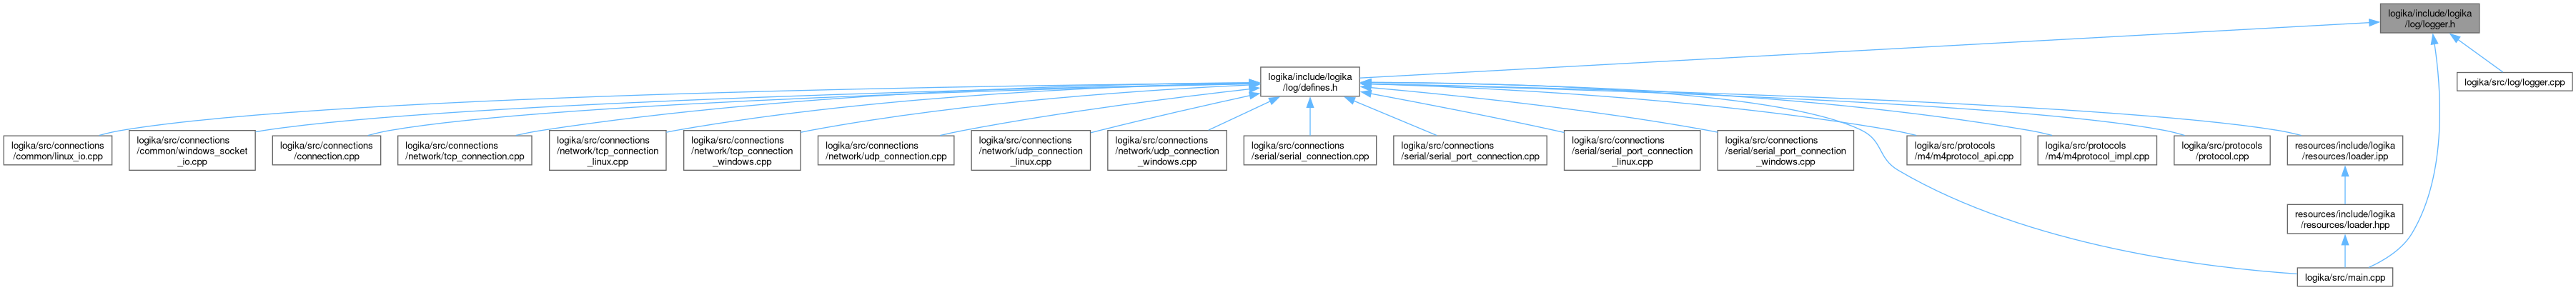 logika/include/logika
/log/logger.h
logika/include/logika
/log/defines.h
logika/src/log/logger.cpp
logika/src/connections
/common/linux_io.cpp
logika/src/connections
/common/windows_socket
_io.cpp
logika/src/connections
/connection.cpp
logika/src/connections
/network/tcp_connection.cpp
logika/src/connections
/network/tcp_connection
_linux.cpp
logika/src/connections
/network/tcp_connection
_windows.cpp
logika/src/connections
/network/udp_connection.cpp
logika/src/connections
/network/udp_connection
_linux.cpp
logika/src/connections
/network/udp_connection
_windows.cpp
logika/src/connections
/serial/serial_connection.cpp
logika/src/connections
/serial/serial_port_connection.cpp
logika/src/connections
/serial/serial_port_connection
_linux.cpp
logika/src/connections
/serial/serial_port_connection
_windows.cpp
logika/src/protocols
/m4/m4protocol_api.cpp
logika/src/protocols
/m4/m4protocol_impl.cpp
logika/src/protocols
/protocol.cpp
resources/include/logika
/resources/loader.ipp
resources/include/logika
/resources/loader.hpp
logika/src/main.cpp